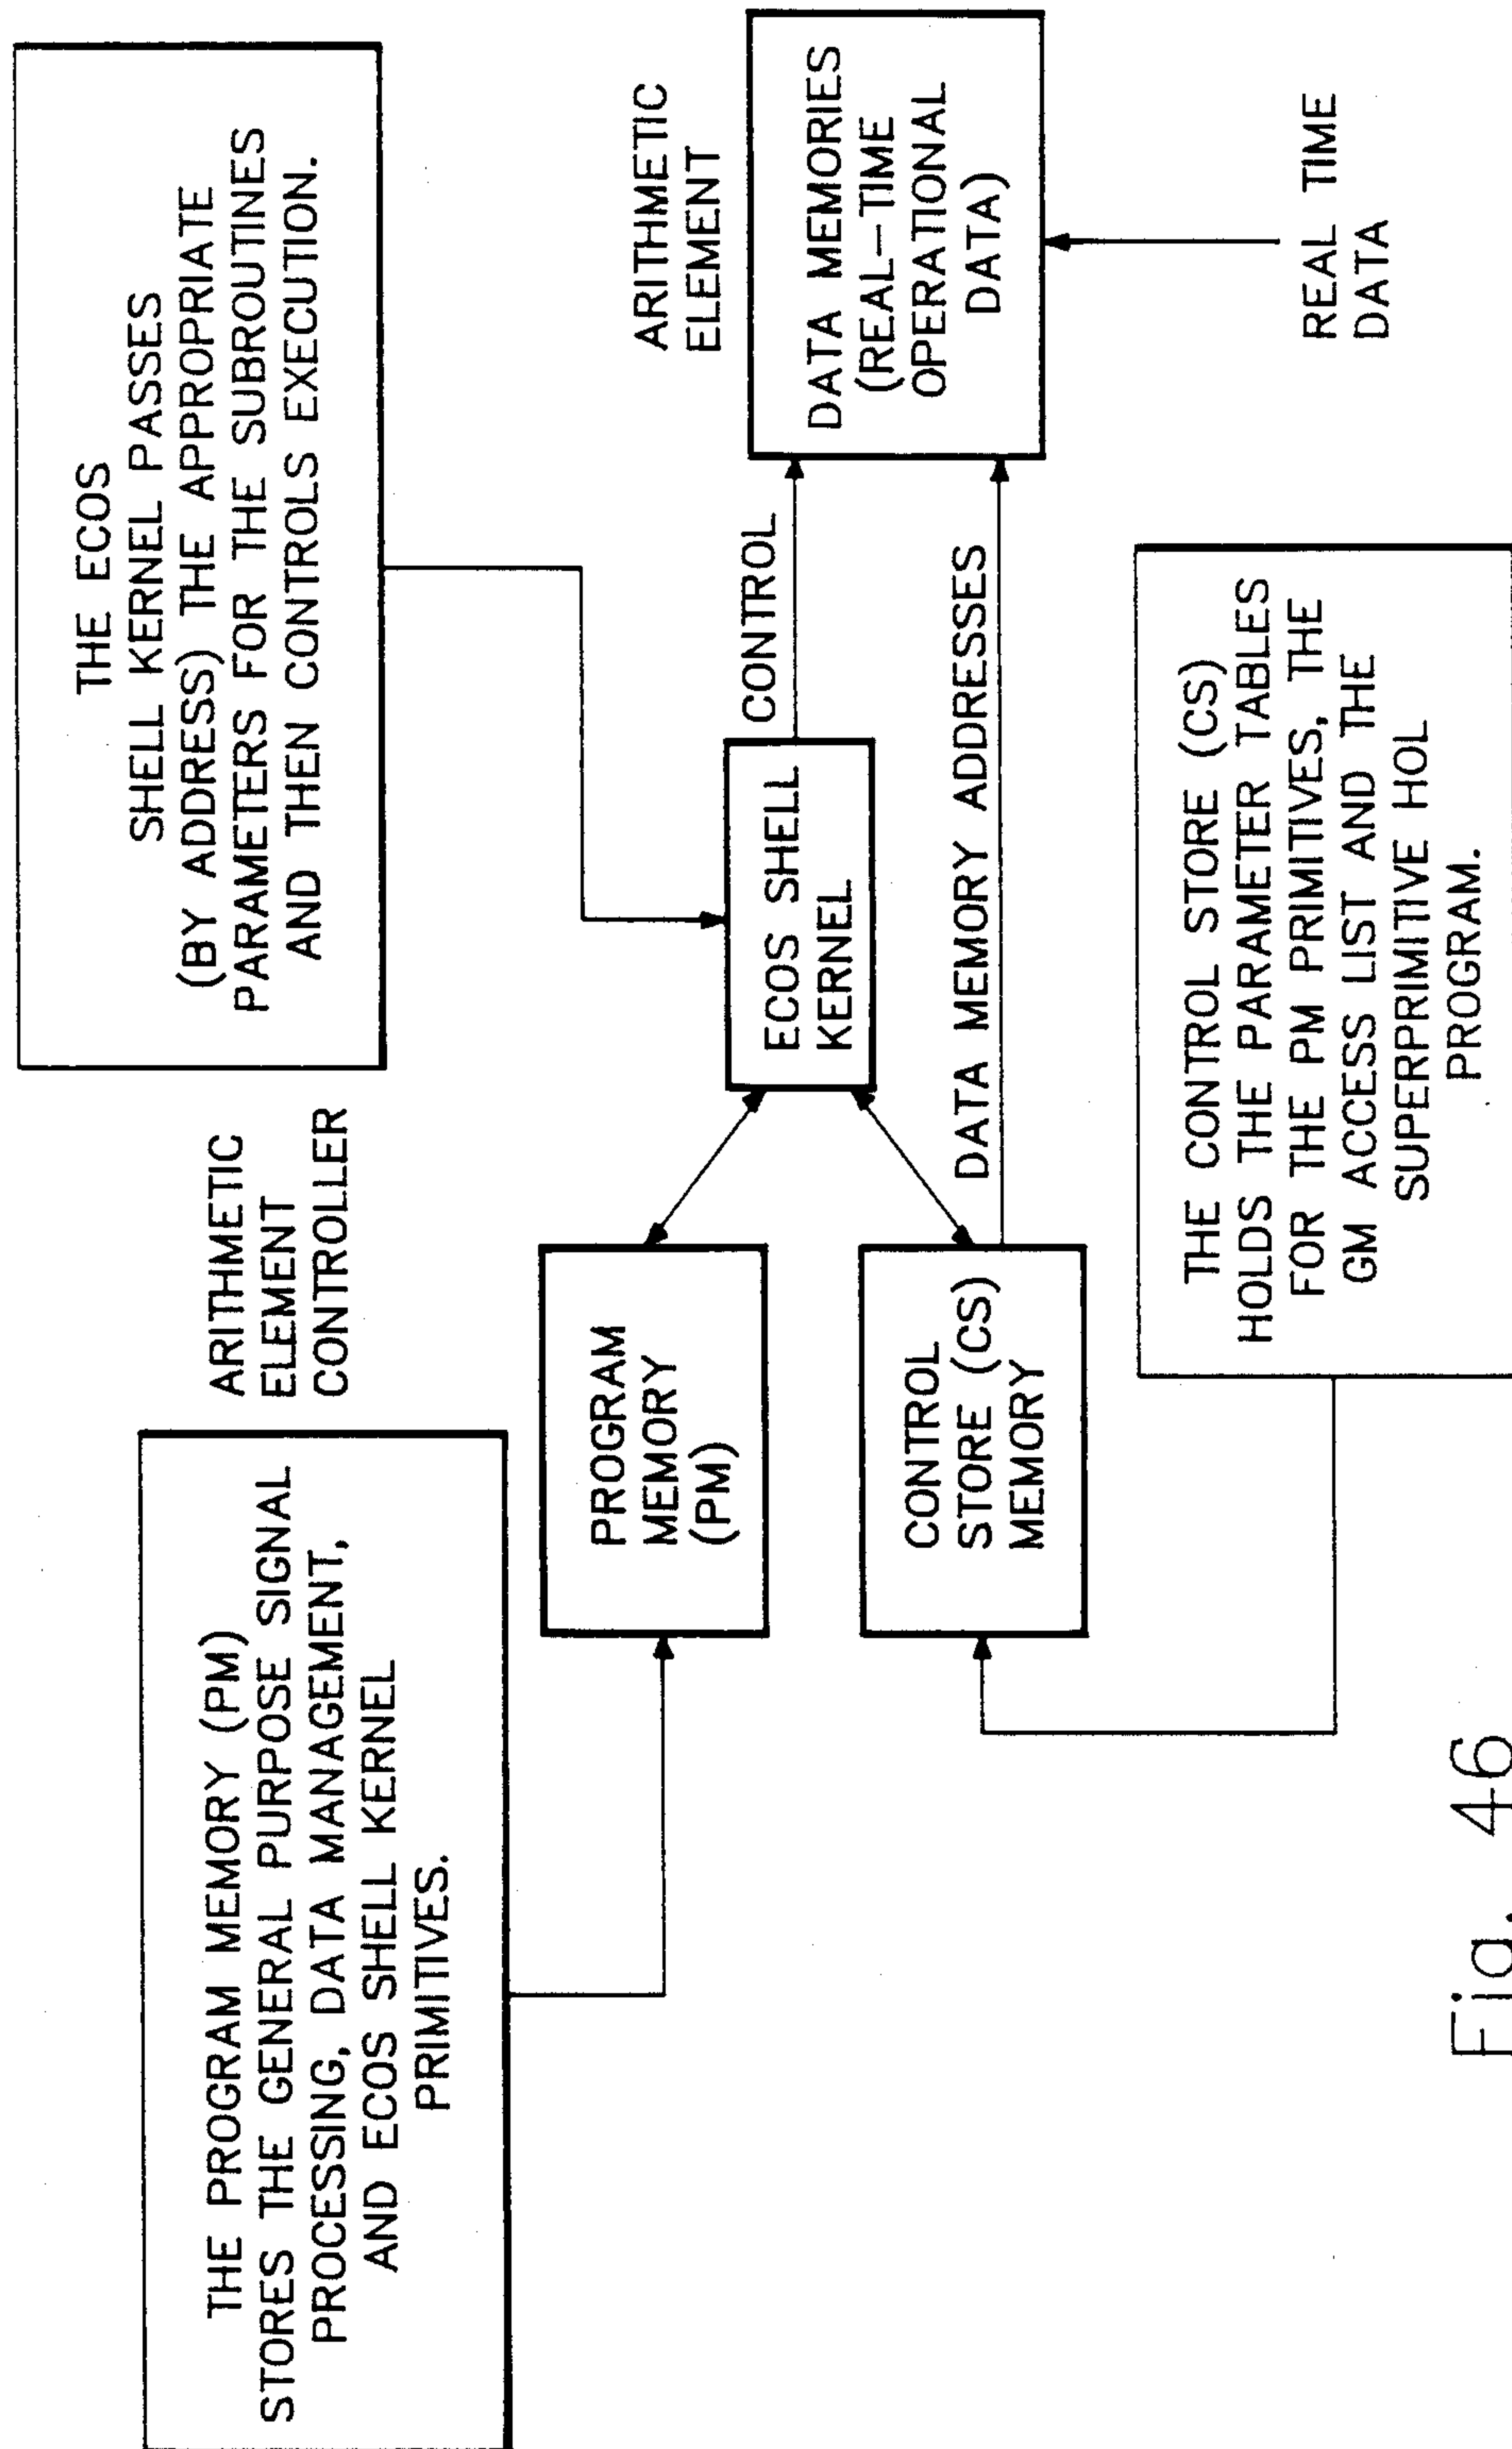 THE PROGRAM MEMORY (PM)
STORES THE GENERAL PURPOSE SIGNAL
PROCESSING, DATA MANAGEMENT,
AND ECOS SHELL KERNEL
PRIMITIVES.
ARITHMETIC
ELEMENT
CONTROLLER
THE ECOS
SHELL KERNEL PASSES
(BY ADDRESS) THE APPROPRIATE
PARAMETERS FOR THE SUBROUTINES
AND THEN CONTROLS EXECUTION.
PROGRAM
MEMORY
(PM)
CONTROL
STORE (CS)
MEMORY
ECOS SHELL
KERNEL
CONTROL
DATA MEMORY ADDRESSES
ARITHMETIC
ELEMENT
DATA MEMORIES
(REAL-TIME
OPERATIONAL
DATA)
REAL TIME
DATA
THE CONTROL STORE (CS)
HOLDS THE PARAMETER TABLES
FOR THE PM PRIMITIVES, THE
GM ACCESS LIST AND THE
SUPERPRIMITIVE HOL
PROGRAM.
Fig. 46